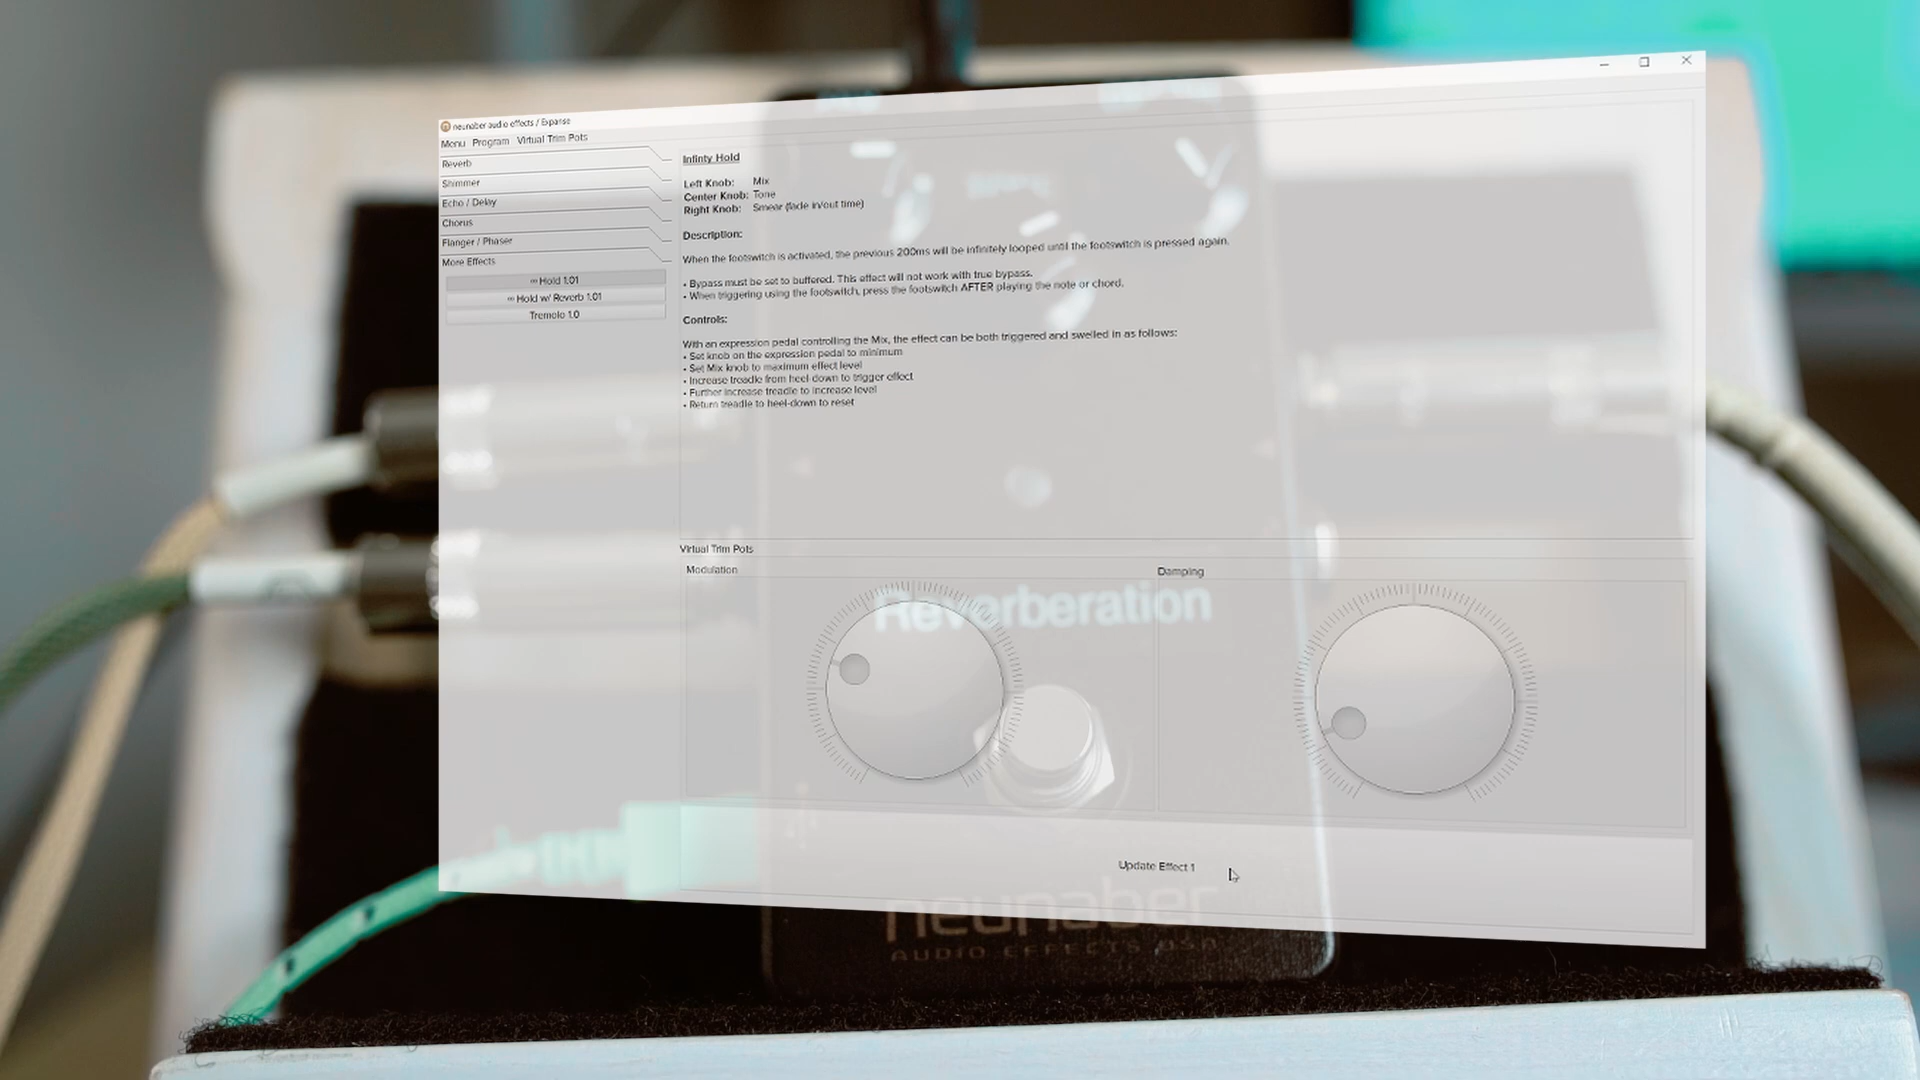 neunaber audio effects / Expanse
Menu Program Virtual Trim Pots
Reverb
Shimmer
Echo / Delay
Chorus
Flanger / Phaser
More Effects
∞ Hold 1.01
∞ Hold w/ Reverb 1.01
Tremolo 1.0
Infinty Hold
Left Knob: Mix
Center Knob: Tone
Right Knob: Smear (fade in/out time)
Description:
When the footswitch is activated, the previous 200ms will be infinitely looped until the footswitch is pressed again.
• Bypass must be set to buffered. This effect will not work with true bypass.
• When triggering using the footswitch, press the footswitch AFTER playing the note or chord.
Controls:
With an expression pedal controlling the Mix, the effect can be both triggered and swelled in as follows:
• Set knob on the expression pedal to minimum
• Set Mix knob to maximum effect level
• Increase treadle from heel-down to trigger effect
• Further increase treadle to increase level
• Return treadle to heel-down to reset
Virtual Trim Pots
Modulation
Damping
Reverberation
Update Effect 1
neunaber
AUDIO EFFECTS USA